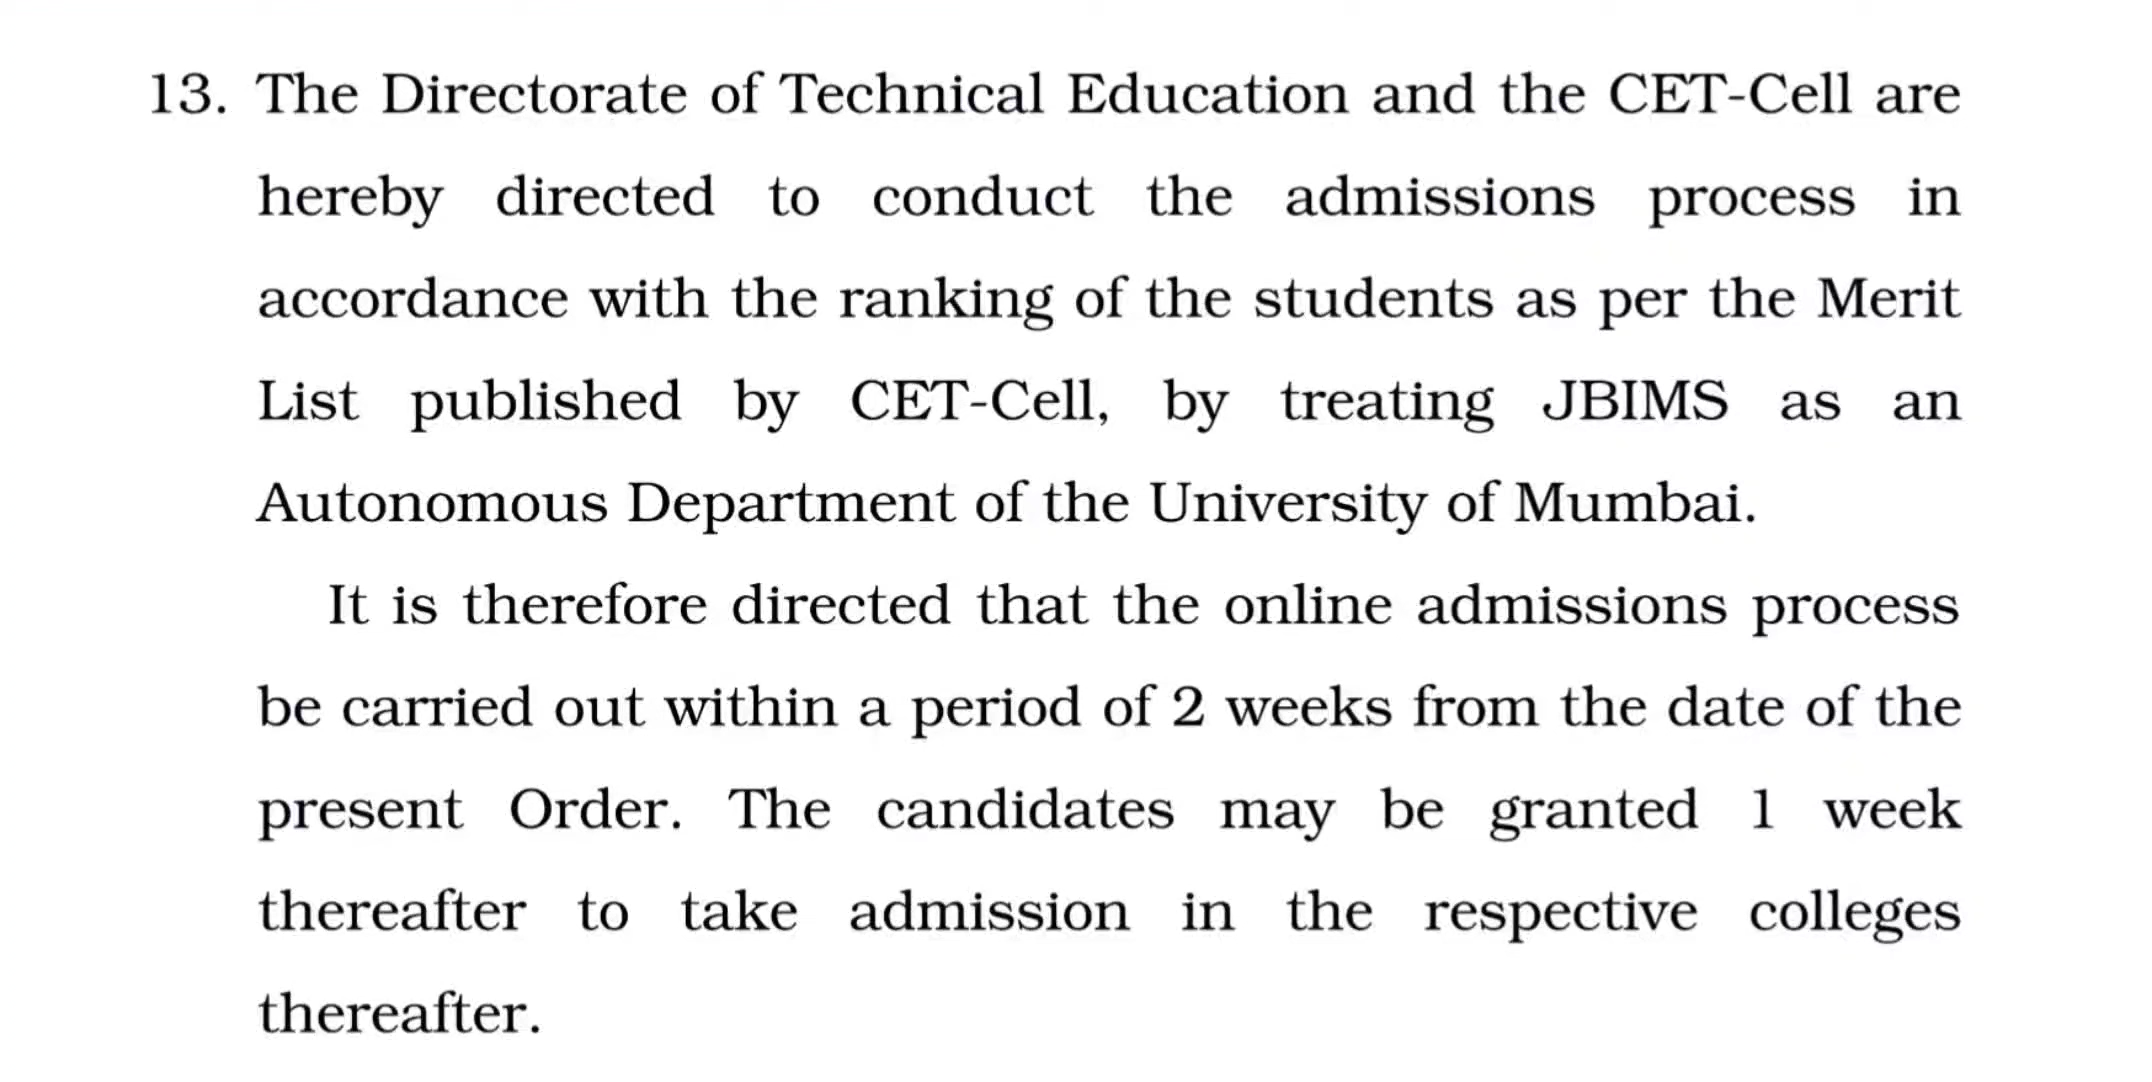 13. The Directorate of Technical Education and the CET-Cell are
hereby directed to conduct the admissions process in
accordance with the ranking of the students as per the Merit
List published by CET-Cell, by treating JBIMS as an
Autonomous Department of the University of Mumbai.
It is therefore directed that the online admissions process
be carried out within a period of 2 weeks from the date of the
present Order. The candidates may be granted 1 week
thereafter to take admission in the respective colleges
thereafter.